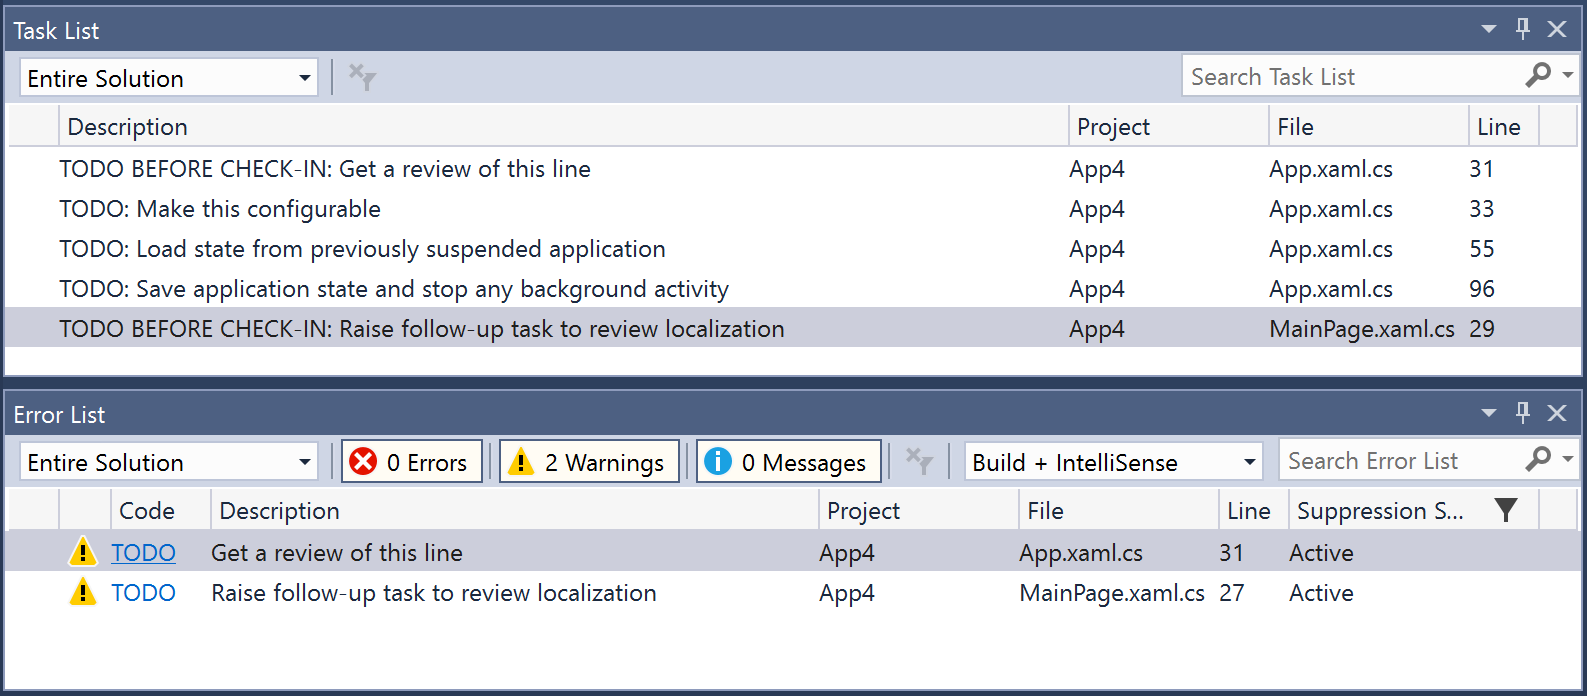 Task List
Entire Solution Search Task List
Description Project File Line
TODO BEFORE CHECK-IN: Get a review of this line App4 App.xaml.cs 31
TODO: Make this configurable App4 App.xaml.cs 33
TODO: Load state from previously suspended application App4 App.xaml.cs 55
TODO: Save application state and stop any background activity App4 App.xaml.cs 96
TODO BEFORE CHECK-IN: Raise follow-up task to review localization App4 MainPage.xaml.cs 29
Error List
Entire Solution 0 Errors 2 Warnings 0 Messages Build + IntelliSense Search Error List
Code Description Project File Line Suppression S...
TODO Get a review of this line App4 App.xaml.cs 31 Active
TODO Raise follow-up task to review localization App4 MainPage.xaml.cs 27 Active